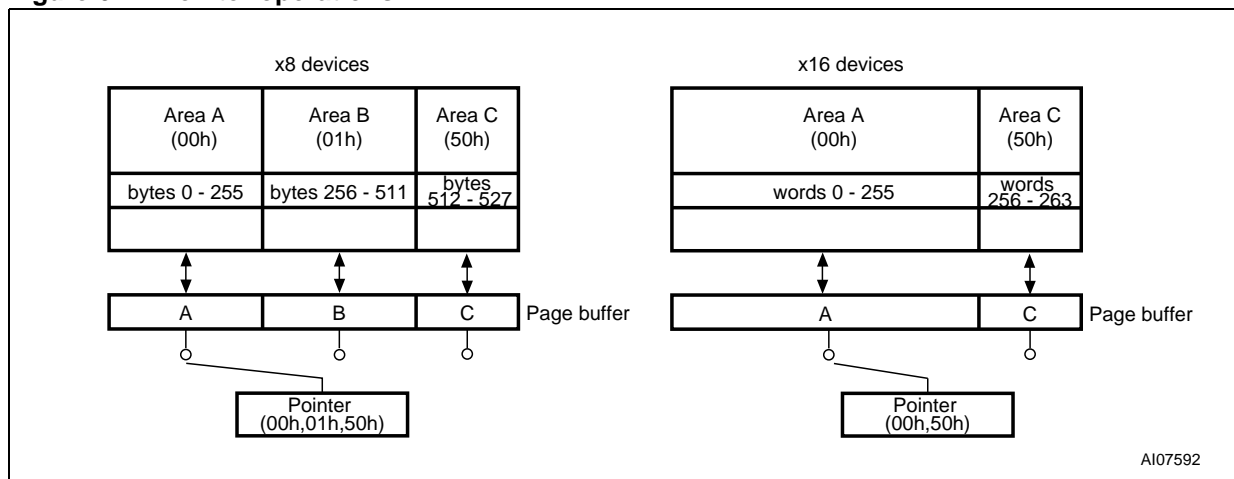 x8 devices
Area A
(00h)
Area B
(01h)
Area C
(50h)
bytes 0 - 255
bytes 256 - 511
bytes
512 - 527
A
B
C
Page buffer
Pointer
(00h,01h,50h)
x16 devices
Area A
(00h)
Area C
(50h)
words 0 - 255
words
256 - 263
A
C
Page buffer
Pointer
(00h,50h)
AI07592